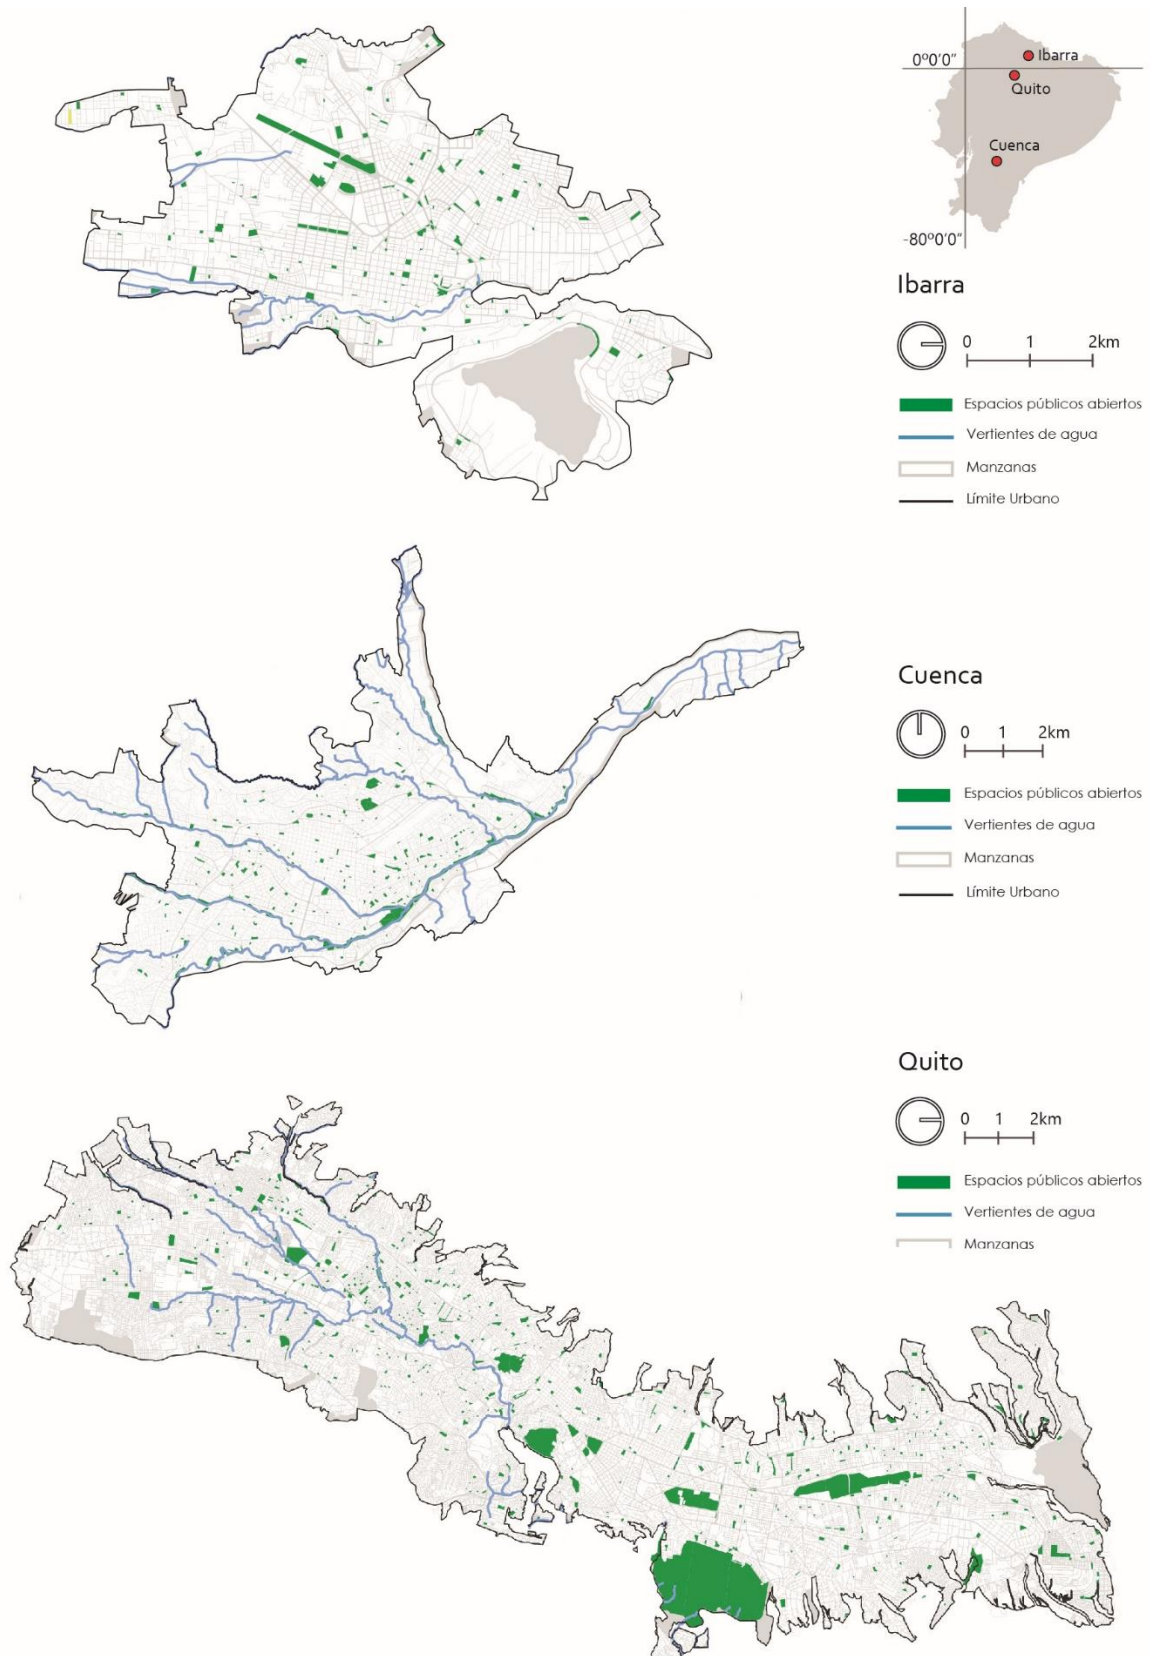 0º0'0"
Ibarra
Quito
Cuenca
-80º0'0"
Ibarra
0 1 2km
Espacios públicos abiertos
Vertientes de agua
Manzanas
Límite Urbano
Cuenca
0 1 2km
Espacios públicos abiertos
Vertientes de agua
Manzanas
Límite Urbano
Quito
0 1 2km
Espacios públicos abiertos
Vertientes de agua
Manzanas